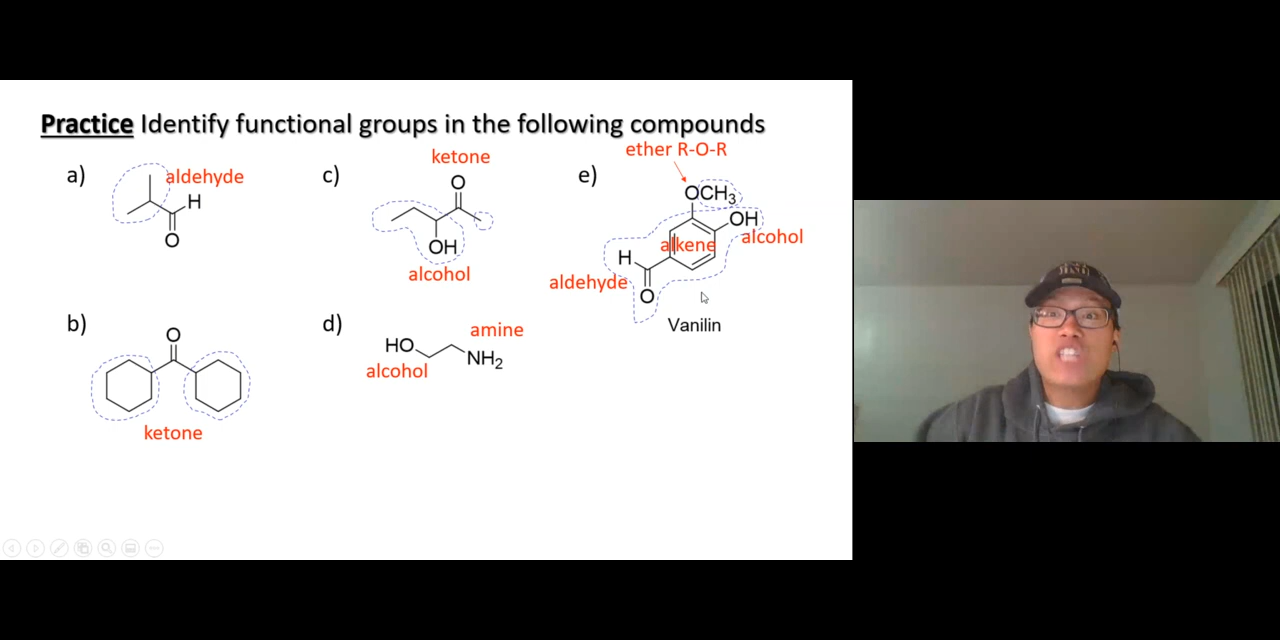 Practice Identify functional groups in the following compounds
a)
aldehyde
H
O
b)
O
ketone
c)
ketone
O
OH
alcohol
d)
amine
HO
NH2
alcohol
e)
ether R-O-R
OCH3
OH
alkene
alcohol
H
aldehyde
O
Vanilin